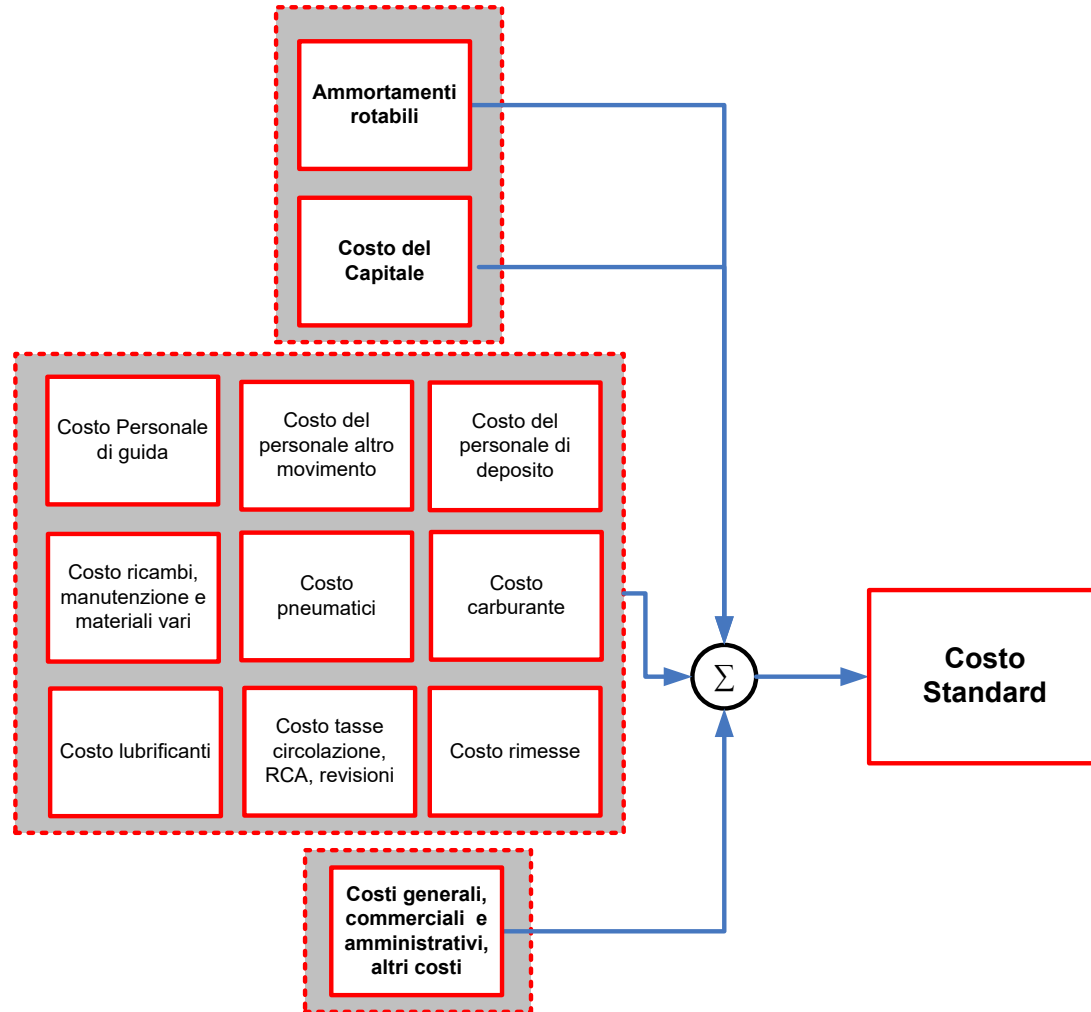 Ammortamenti
rotabili
Costo del
Capitale
Costo Personale
di guida
Costo del
personale altro
movimento
Costo del
personale di
deposito
Costo ricambi,
manutenzione e
materiali vari
Costo
pneumatici
Costo
carburante
Costo lubrificanti
Costo tasse
circolazione,
RCA, revisioni
Costo rimesse
Costi generali,
commerciali e
amministrativi,
altri costi
∑
Costo
Standard